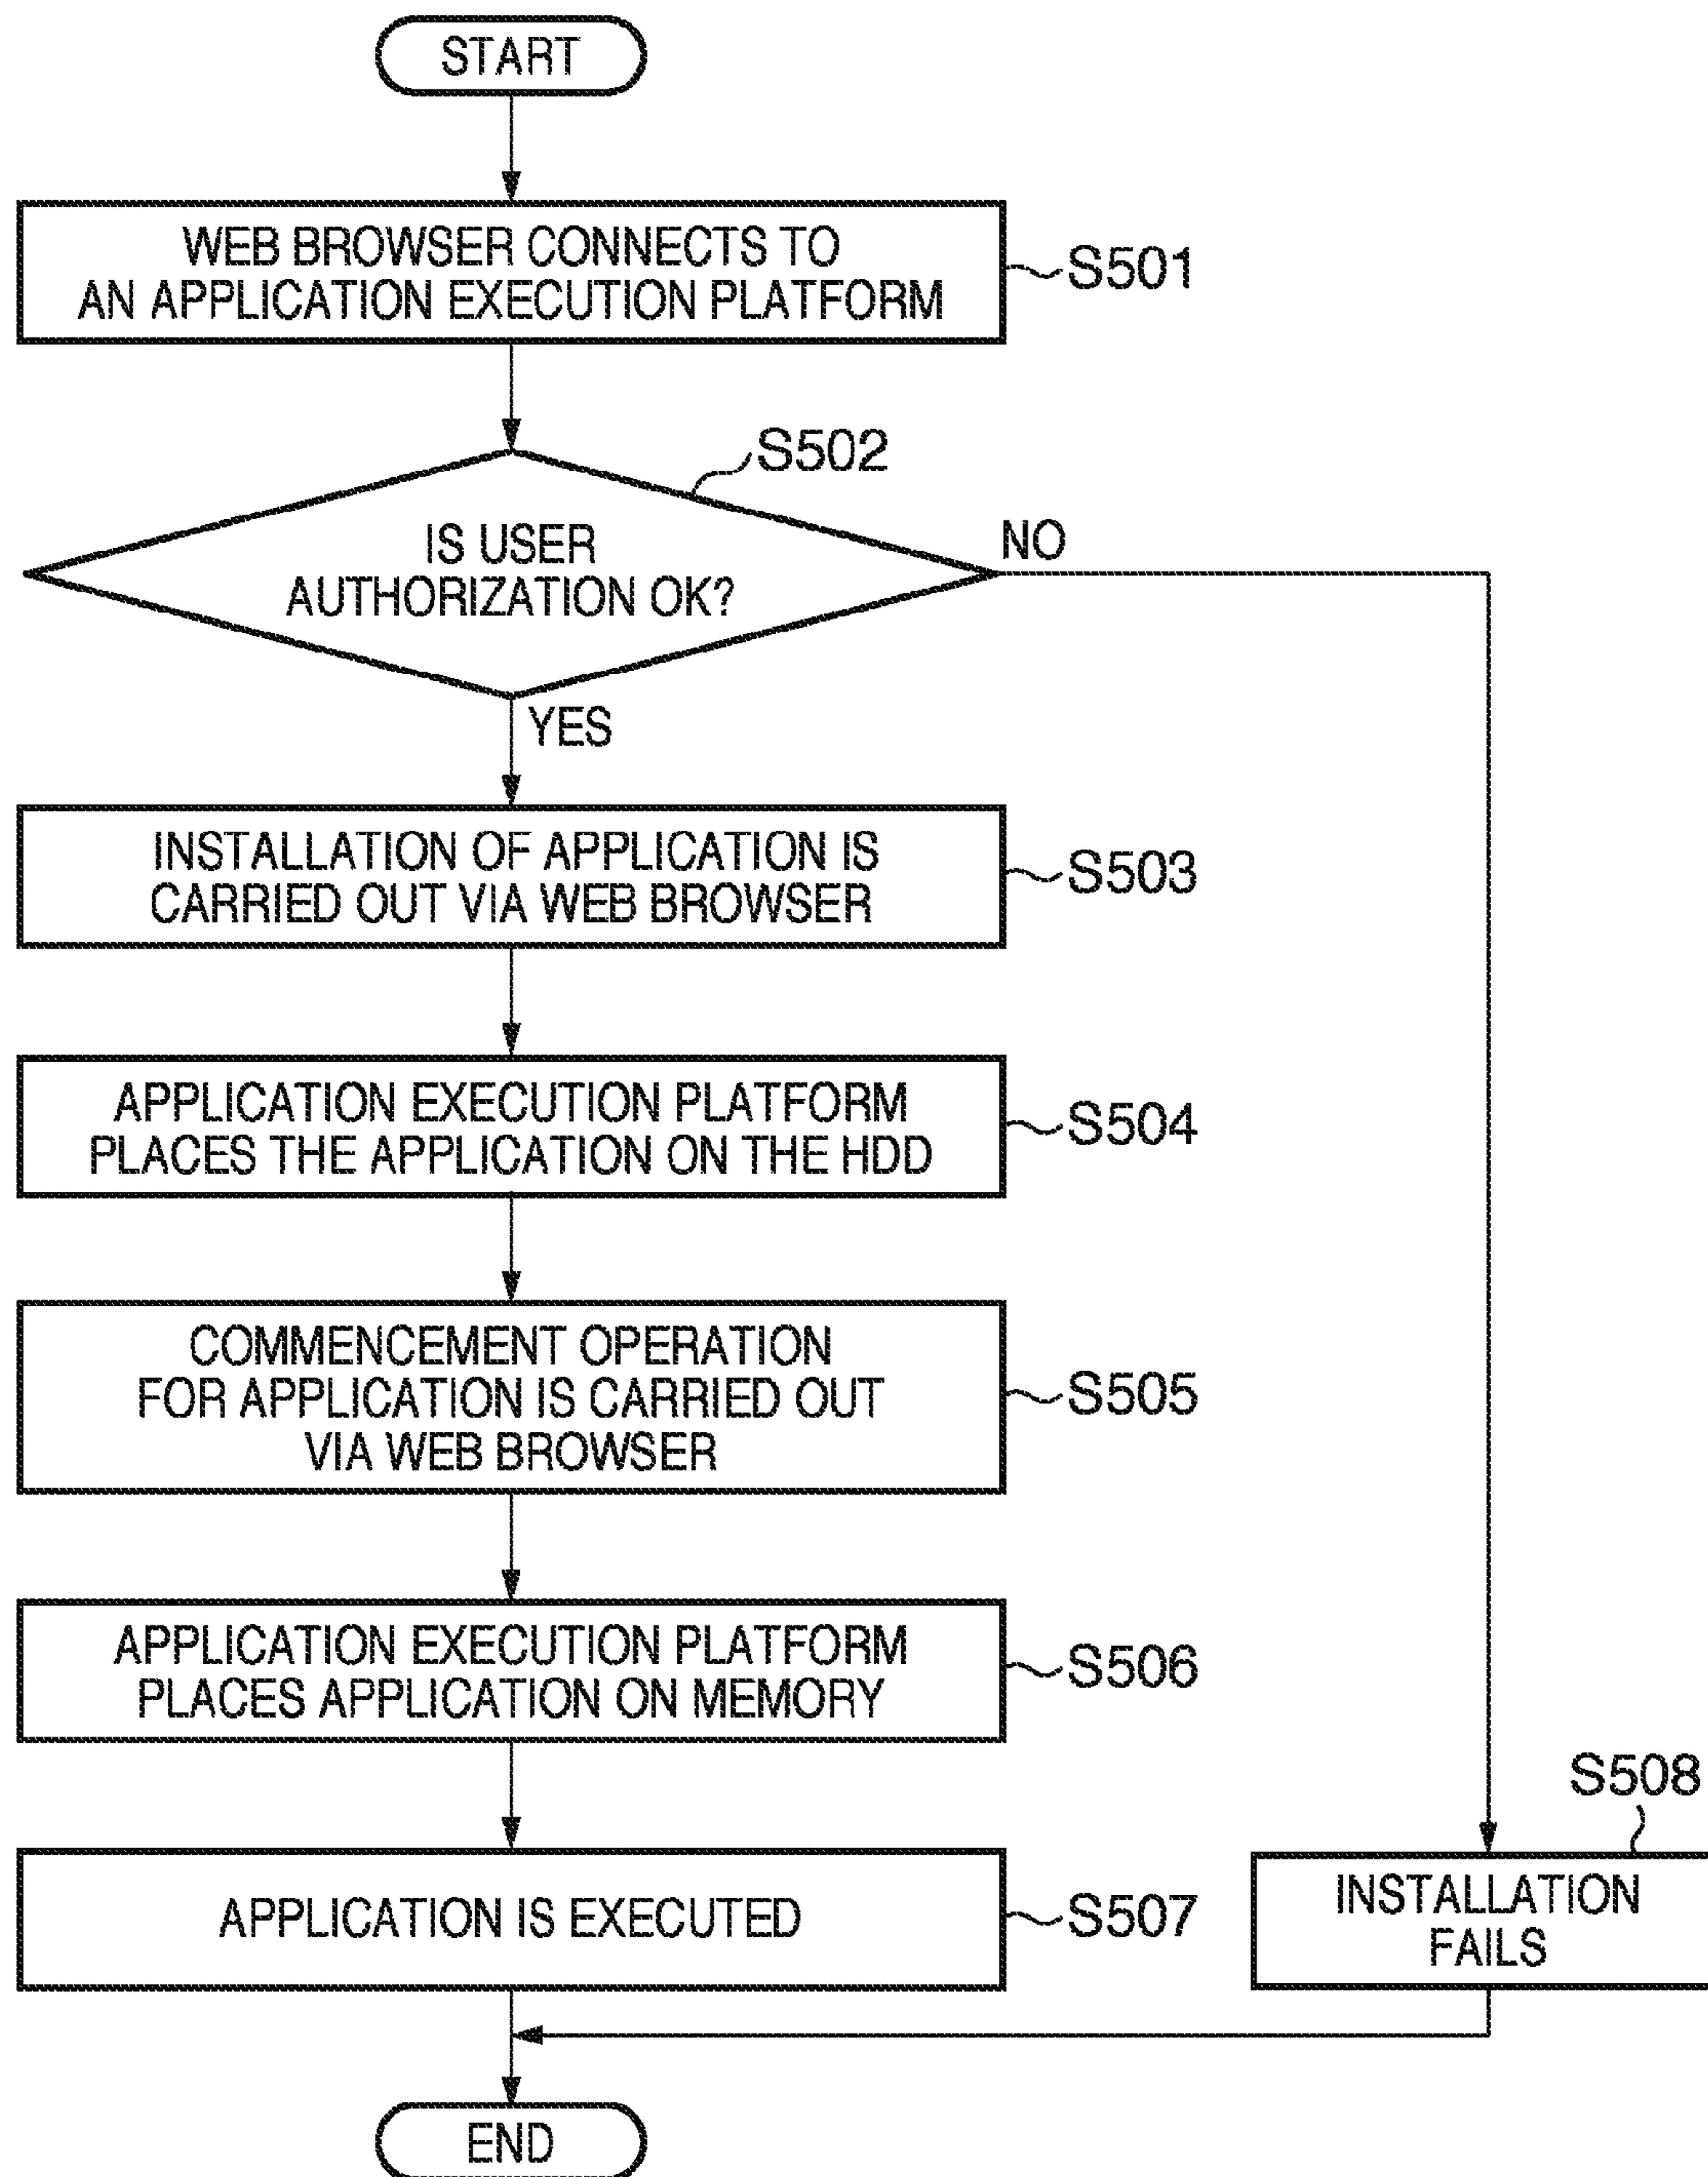 START
WEB BROWSER CONNECTS TO
AN APPLICATION EXECUTION PLATFORM
S501
S502
IS USER
AUTHORIZATION OK?
NO
YES
INSTALLATION OF APPLICATION IS
CARRIED OUT VIA WEB BROWSER
S503
APPLICATION EXECUTION PLATFORM
PLACES THE APPLICATION ON THE HDD
S504
COMMENCEMENT OPERATION
FOR APPLICATION IS CARRIED OUT
VIA WEB BROWSER
S505
APPLICATION EXECUTION PLATFORM
PLACES APPLICATION ON MEMORY
S506
APPLICATION IS EXECUTED
S507
S508
INSTALLATION
FAILS
END